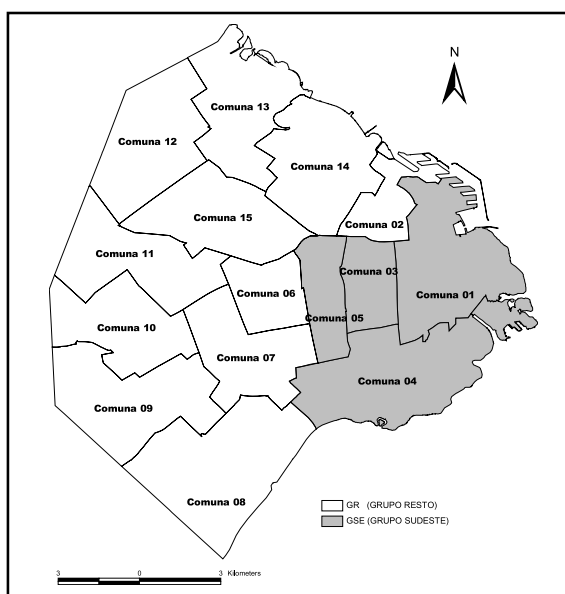 N
Comuna 13
Comuna 12
Comuna 14
Comuna 15
Comuna 02
Comuna 11
Comuna 03
Comuna 06
Comuna 01
Comuna 05
Comuna 10
Comuna 07
Comuna 04
Comuna 09
Comuna 08
GR (GRUPO RESTO)
GSE (GRUPO SUDESTE)
3 0 3 Kilometers